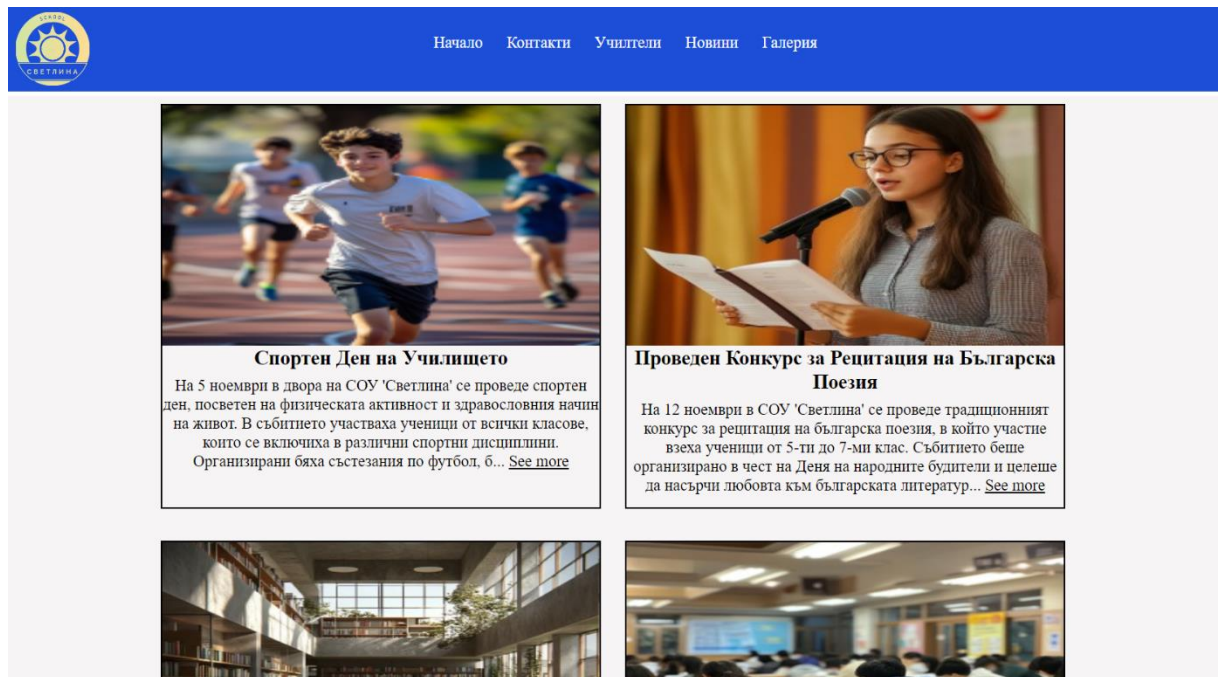 SCHOOL
СВЕТЛИНА
Начало Контакти Училтели Новини Галерия
Спортен Ден на Училището
На 5 ноември в двора на СОУ 'Светлина' се проведе спортен
ден, посветен на физическата активност и здравословния начин
на живот. В събитието участваха ученици от всички класове,
които се включиха в различни спортни дисциплини.
Организирани бяха състезания по футбол, б... See more
Проведен Конкурс за Рецитация на Българска
Поезия
На 12 ноември в СОУ 'Светлина' се проведе традиционният
конкурс за рецитация на българска поезия, в който участие
взеха ученици от 5-ти до 7-ми клас. Събитието беше
организирано в чест на Деня на народните будители и целеше
да насърчи любовта към българската литератур... See more